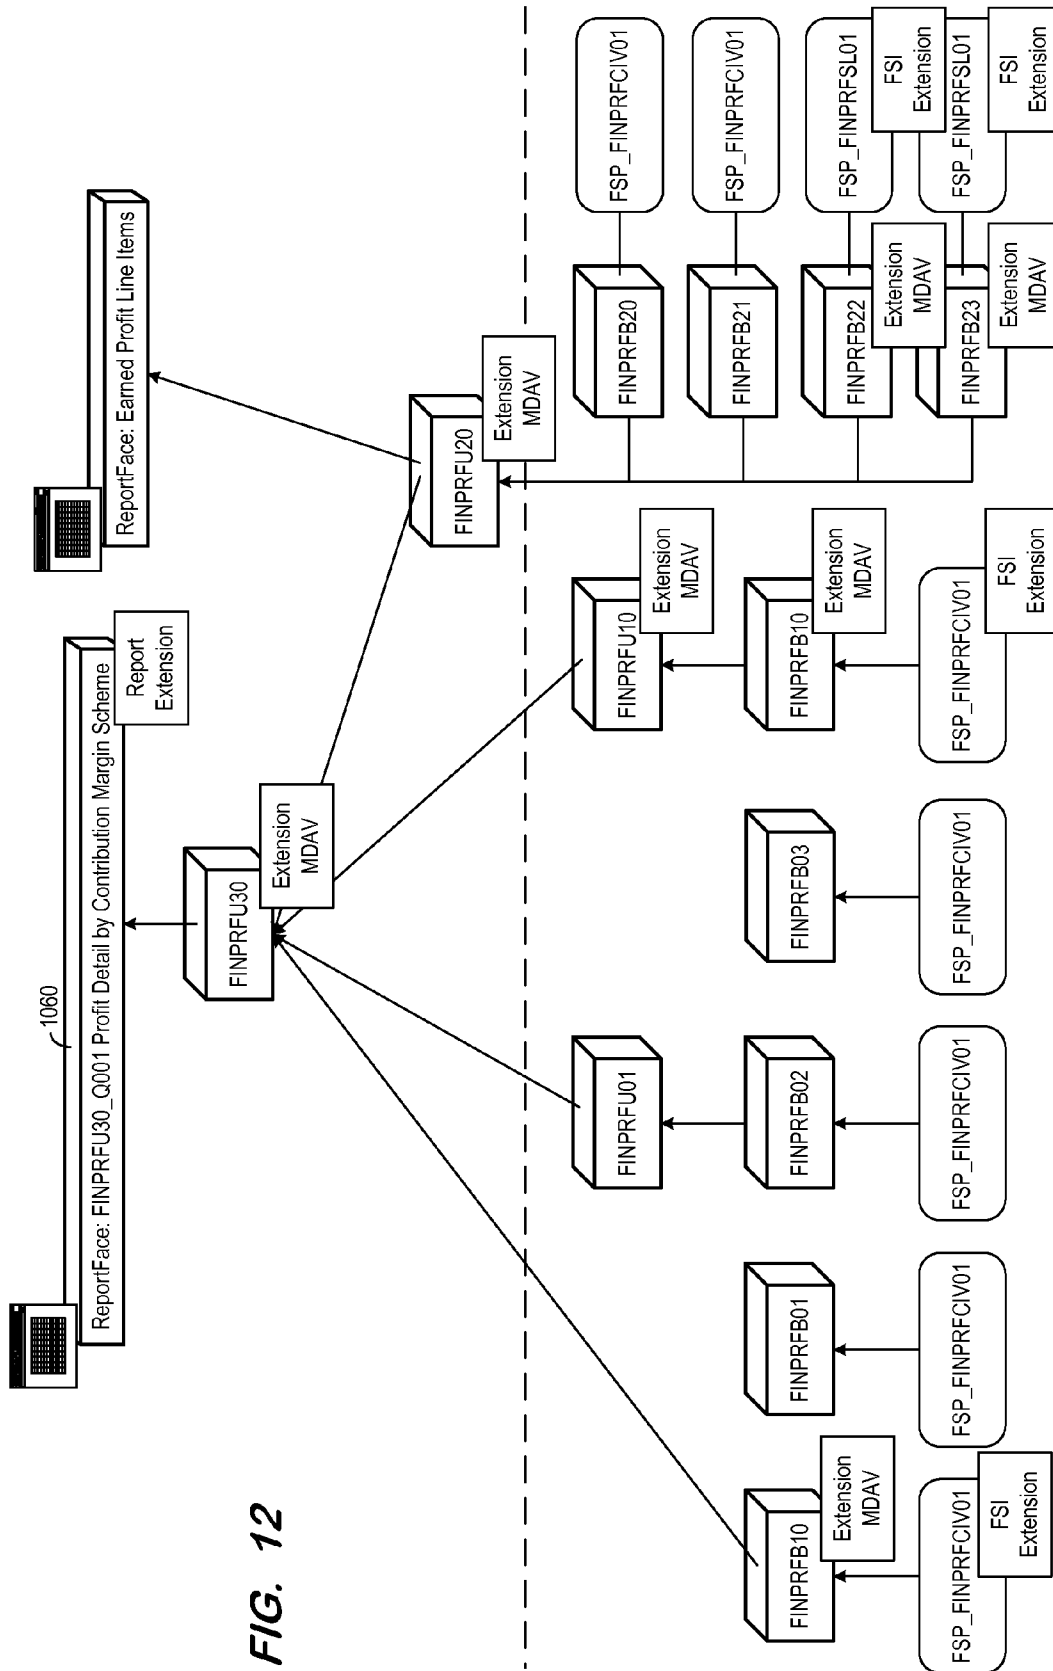 1060
ReportFace: FINPRFU30_Q001 Profit Detail by Contribution Margin Scheme
Report
Extension
ReportFace: Earned Profit Line Items
FINPRFU30
Extension
MDAV
FINPRFU20
Extension
MDAV
FIG. 12
FINPRFU01
FINPRFU10
Extension
MDAV
FINPRFB10
Extension
MDAV
FINPRFB01
FINPRFB02
FINPRFB03
FINPRFB10
Extension
MDAV
FSP_FINPRFCIV01
FSI
Extension
FSP_FINPRFCIV01
FSP_FINPRFCIV01
FSP_FINPRFCIV01
FSP_FINPRFCIV01
FSI
Extension
FINPRFB20
FSP_FINPRFCIV01
FINPRFB21
FSP_FINPRFCIV01
FINPRFB22
Extension
MDAV
FSP_FINPRFSL01
FSI
Extension
FINPRFB23
Extension
MDAV
FSP_FINPRFSL01
FSI
Extension